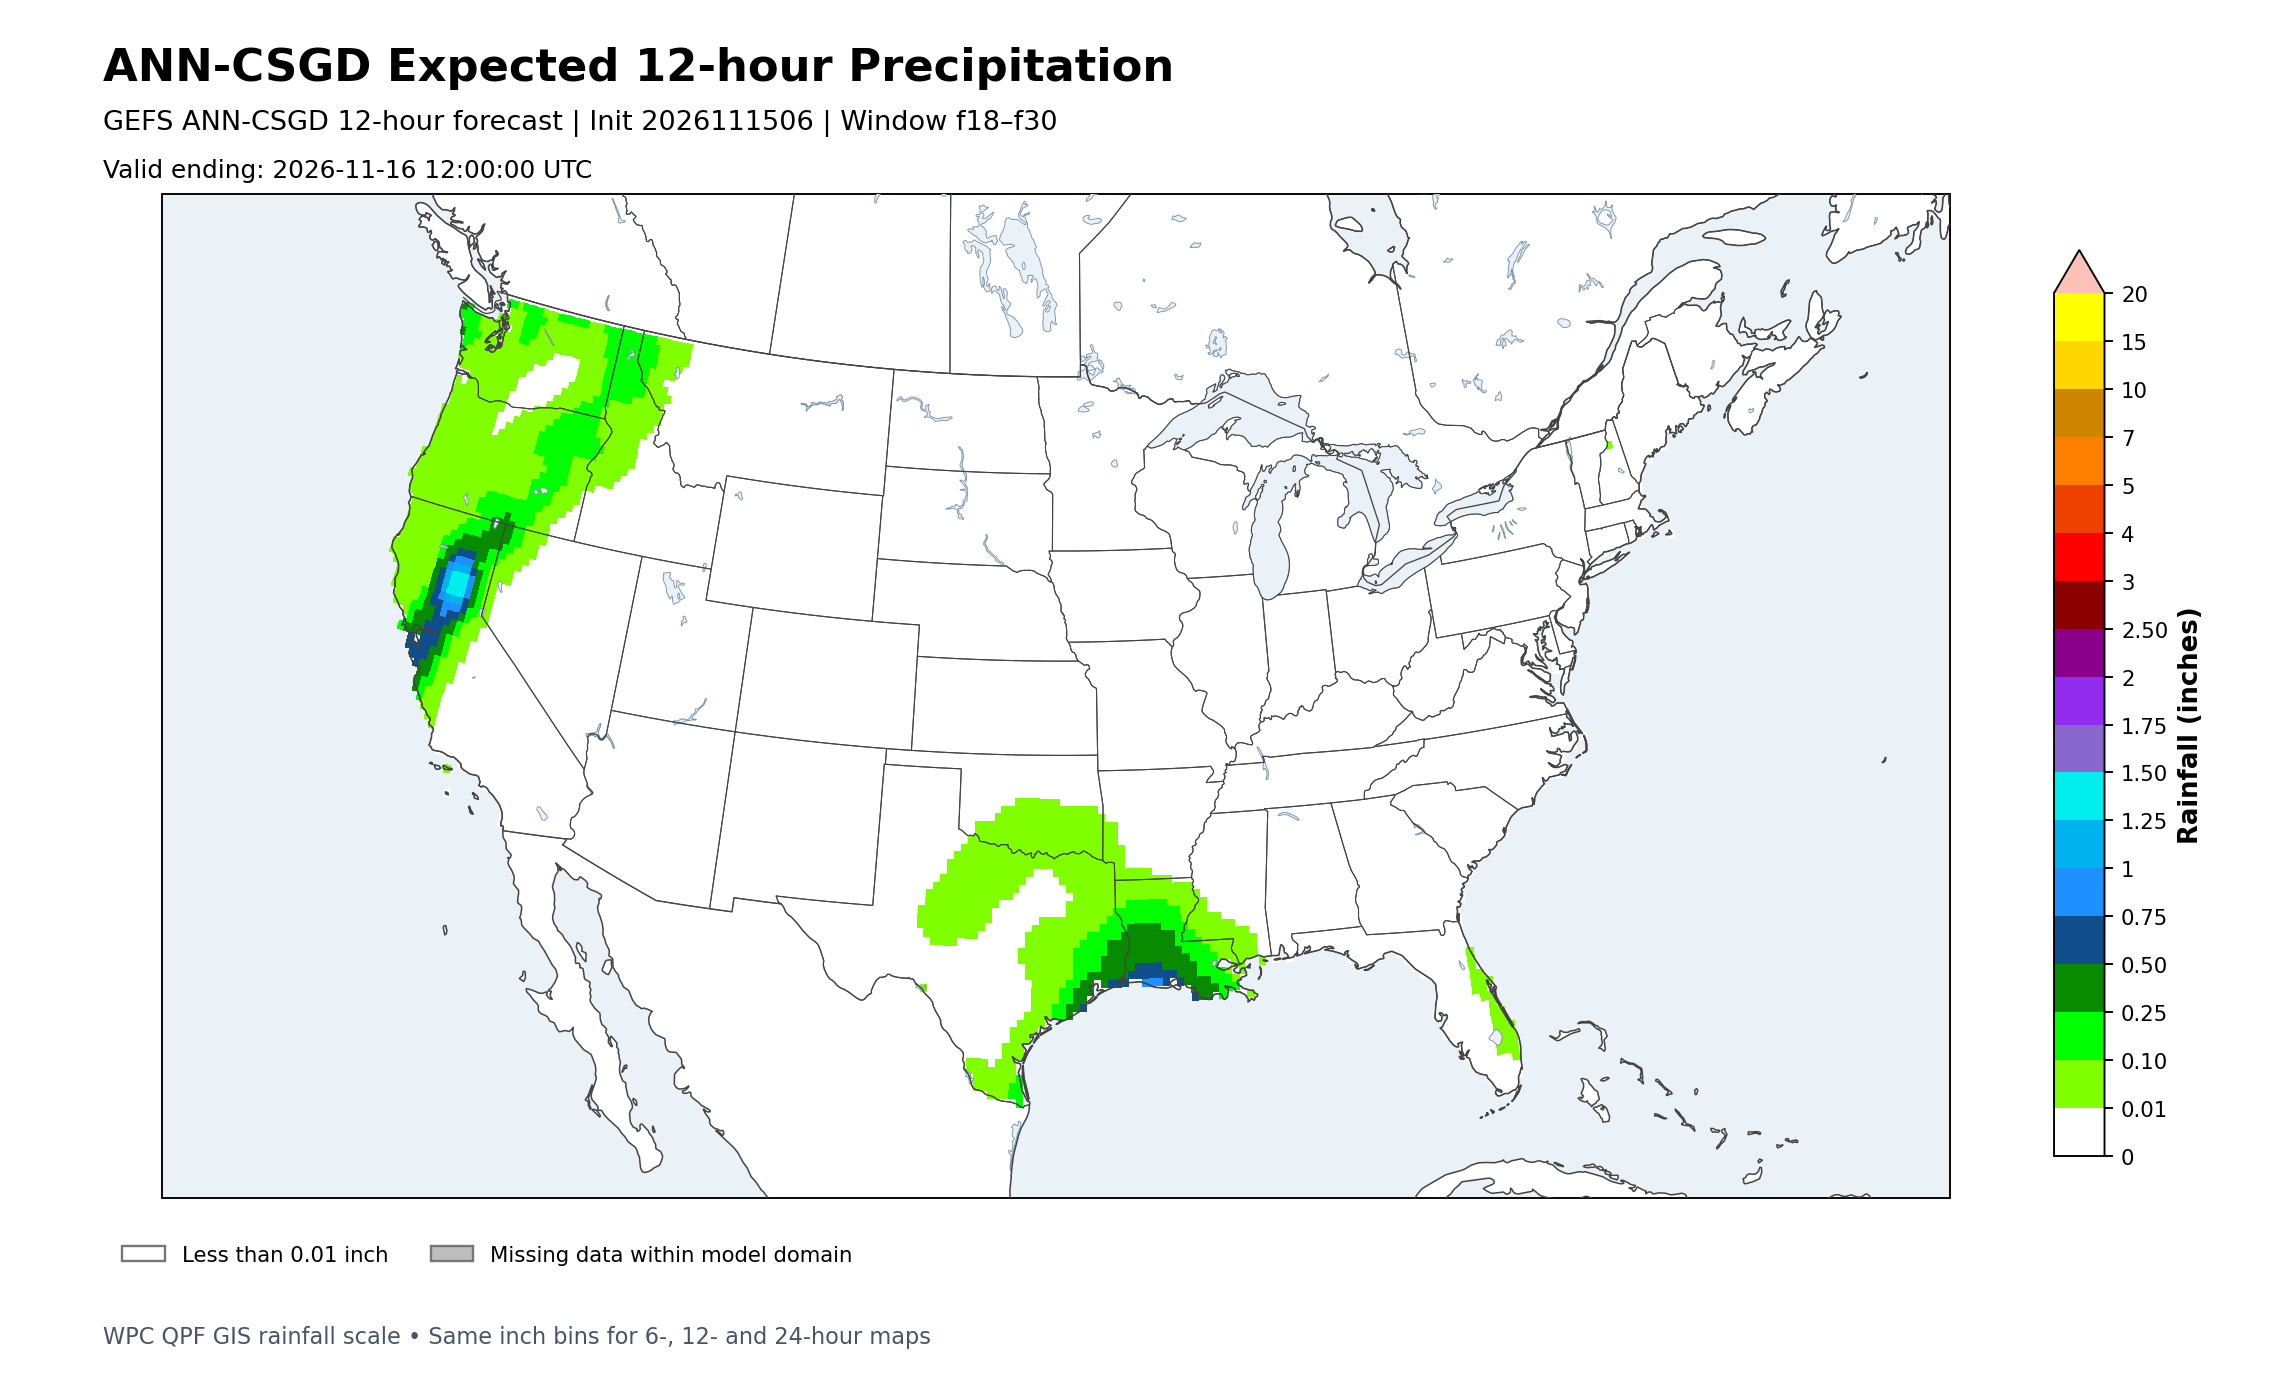 ANN-CSGD Expected 12-hour Precipitation
GEFS ANN-CSGD 12-hour forecast | Init 2026111506 | Window f18–f30
Valid ending: 2026-11-16 12:00:00 UTC
20
15
10
7
5
4
3
2.50
2
1.75
1.50
1.25
1
0.75
0.50
0.25
0.10
0.01
0
Rainfall (inches)
Less than 0.01 inch
Missing data within model domain
WPC QPF GIS rainfall scale • Same inch bins for 6-, 12- and 24-hour maps